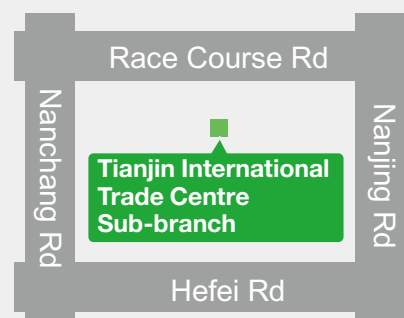 Race Course Rd
Nanchang Rd
Nanjing Rd
Tianjin International
Trade Centre
Sub-branch
Hefei Rd